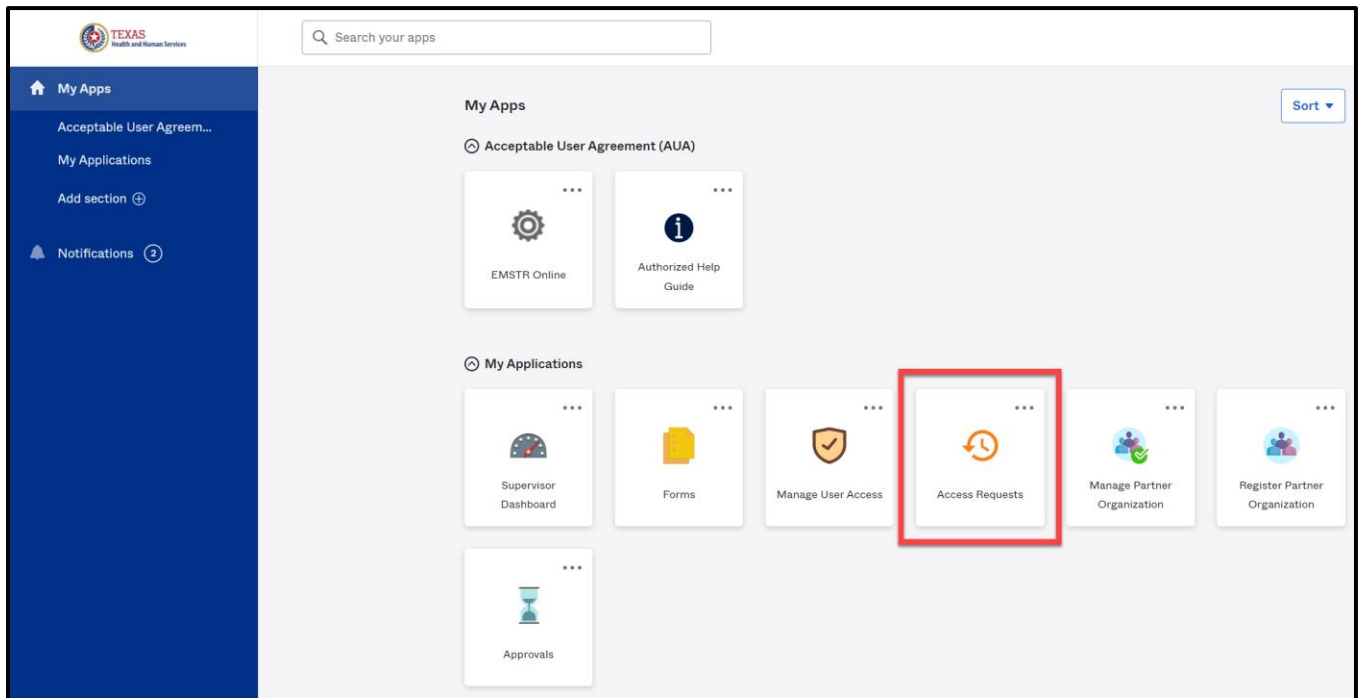 TEXAS
Health and Human Services
Search your apps
My Apps
Acceptable User Agreem...
My Applications
Add section
Notifications 2
My Apps
Sort
Acceptable User Agreement (AUA)
EMSTR Online
Authorized Help
Guide
My Applications
Supervisor
Dashboard
Forms
Manage User Access
Access Requests
Manage Partner
Organization
Register Partner
Organization
Approvals